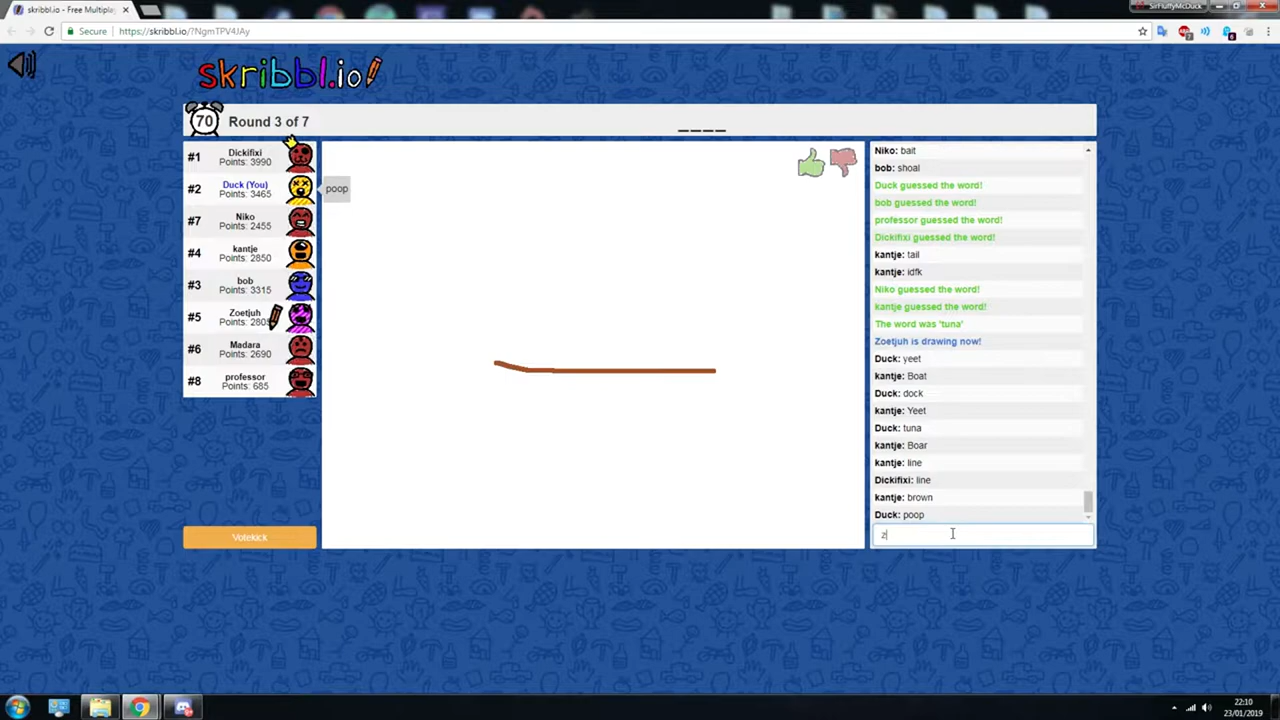 skribbl.io - Free Multiple
SirFluffyMcDuck
Secure
https://skribbl.io/?NgmTPV4JAy
skribbl.io
70
Round 3 of 7
____
#1
Dickifixi
Points: 3990
#2
Duck (You)
Points: 3465
poop
#7
Niko
Points: 2455
#4
kantje
Points: 2850
#3
bob
Points: 3315
#5
Zoetjuh
#6
Madara
Points: 2690
#8
professor
Points: 685
Votekick
Niko: bait
bob: shoal
Duck guessed the word!
bob guessed the word!
professor guessed the word!
Dickifixi guessed the word!
kantje: tail
kantje: idfk
Niko guessed the word!
kantje guessed the word!
The word was 'tuna'
Zoetjuh is drawing now!
Duck: yeet
kantje: Boat
Duck: dock
kantje: Yeet
Duck: tuna
kantje: Boar
kantje: line
Dickifixi: line
kantje: brown
Duck: poop
z
22:10
23/01/2019